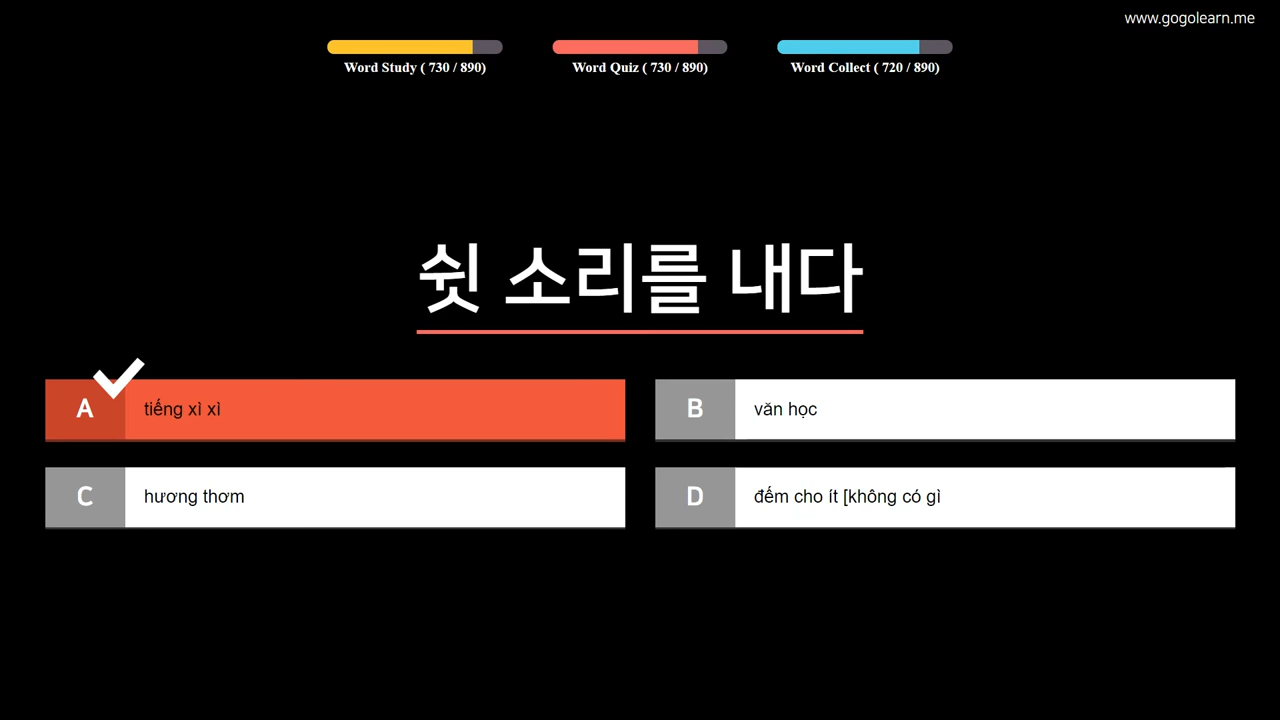 www.gogolearn.me
Word Study ( 730 / 890)
Word Quiz ( 730 / 890)
Word Collect ( 720 / 890)
쉿 소리를 내다
A tiếng xì xì
B văn học
C hương thơm
D đếm cho ít [không có gì